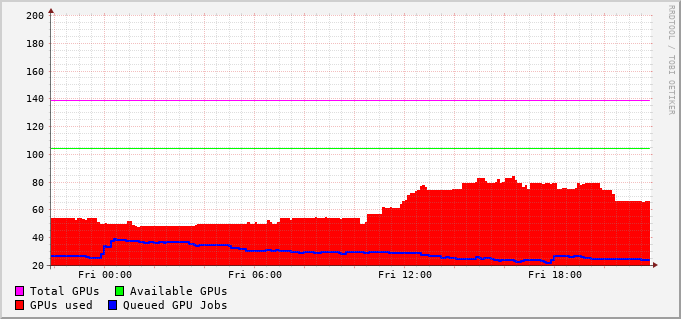 200
180
160
140
120
100
80
60
40
20
Fri 00:00 Fri 06:00 Fri 12:00 Fri 18:00
Total GPUs Available GPUs
GPUs used Queued GPU Jobs
RRDTOOL / TOBI OETIKER